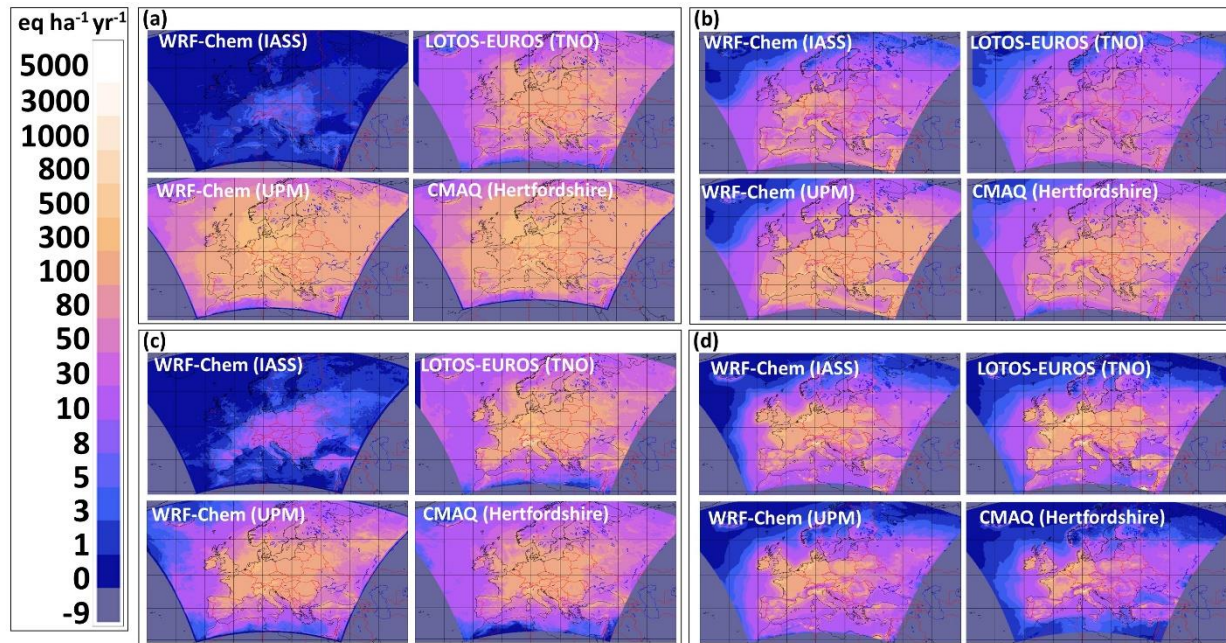 eq ha⁻¹ yr⁻¹
5000
3000
1000
800
500
300
100
80
50
30
10
8
5
3
1
0
-9
(a)
WRF-Chem (IASS)
LOTOS-EUROS (TNO)
WRF-Chem (UPM)
CMAQ (Hertfordshire)
(b)
WRF-Chem (IASS)
LOTOS-EUROS (TNO)
WRF-Chem (UPM)
CMAQ (Hertfordshire)
(c)
WRF-Chem (IASS)
LOTOS-EUROS (TNO)
WRF-Chem (UPM)
CMAQ (Hertfordshire)
(d)
WRF-Chem (IASS)
LOTOS-EUROS (TNO)
WRF-Chem (UPM)
CMAQ (Hertfordshire)